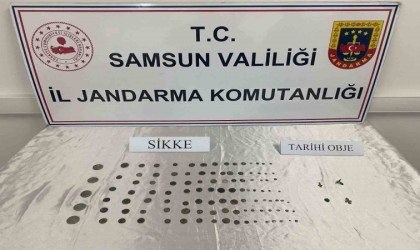 T.C.
SAMSUN VALİLİĞİ
İL JANDARMA KOMUTANLIĞI
SİKKE
TARİHİ OBJE